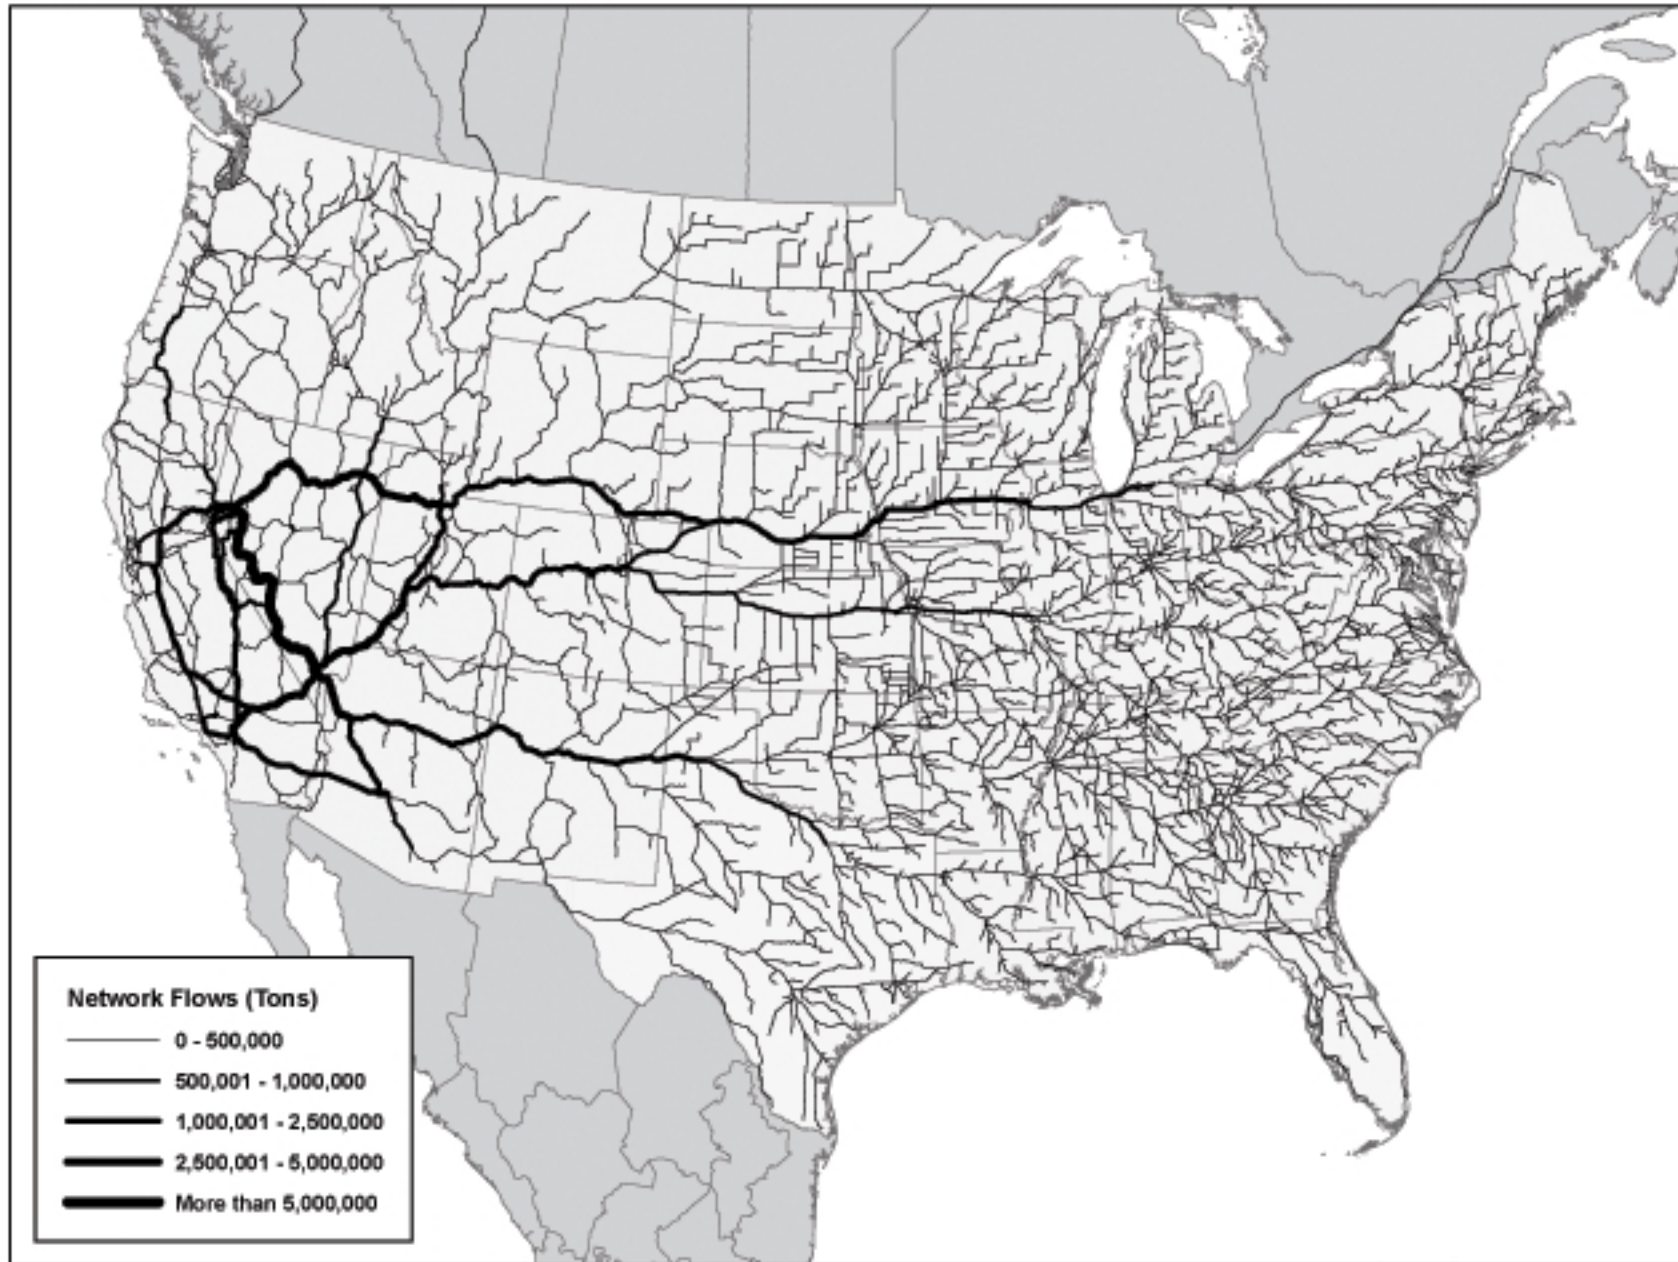 Network Flows (Tons)
0 - 500,000
500,001 - 1,000,000
1,000,001 - 2,500,000
2,500,001 - 5,000,000
More than 5,000,000